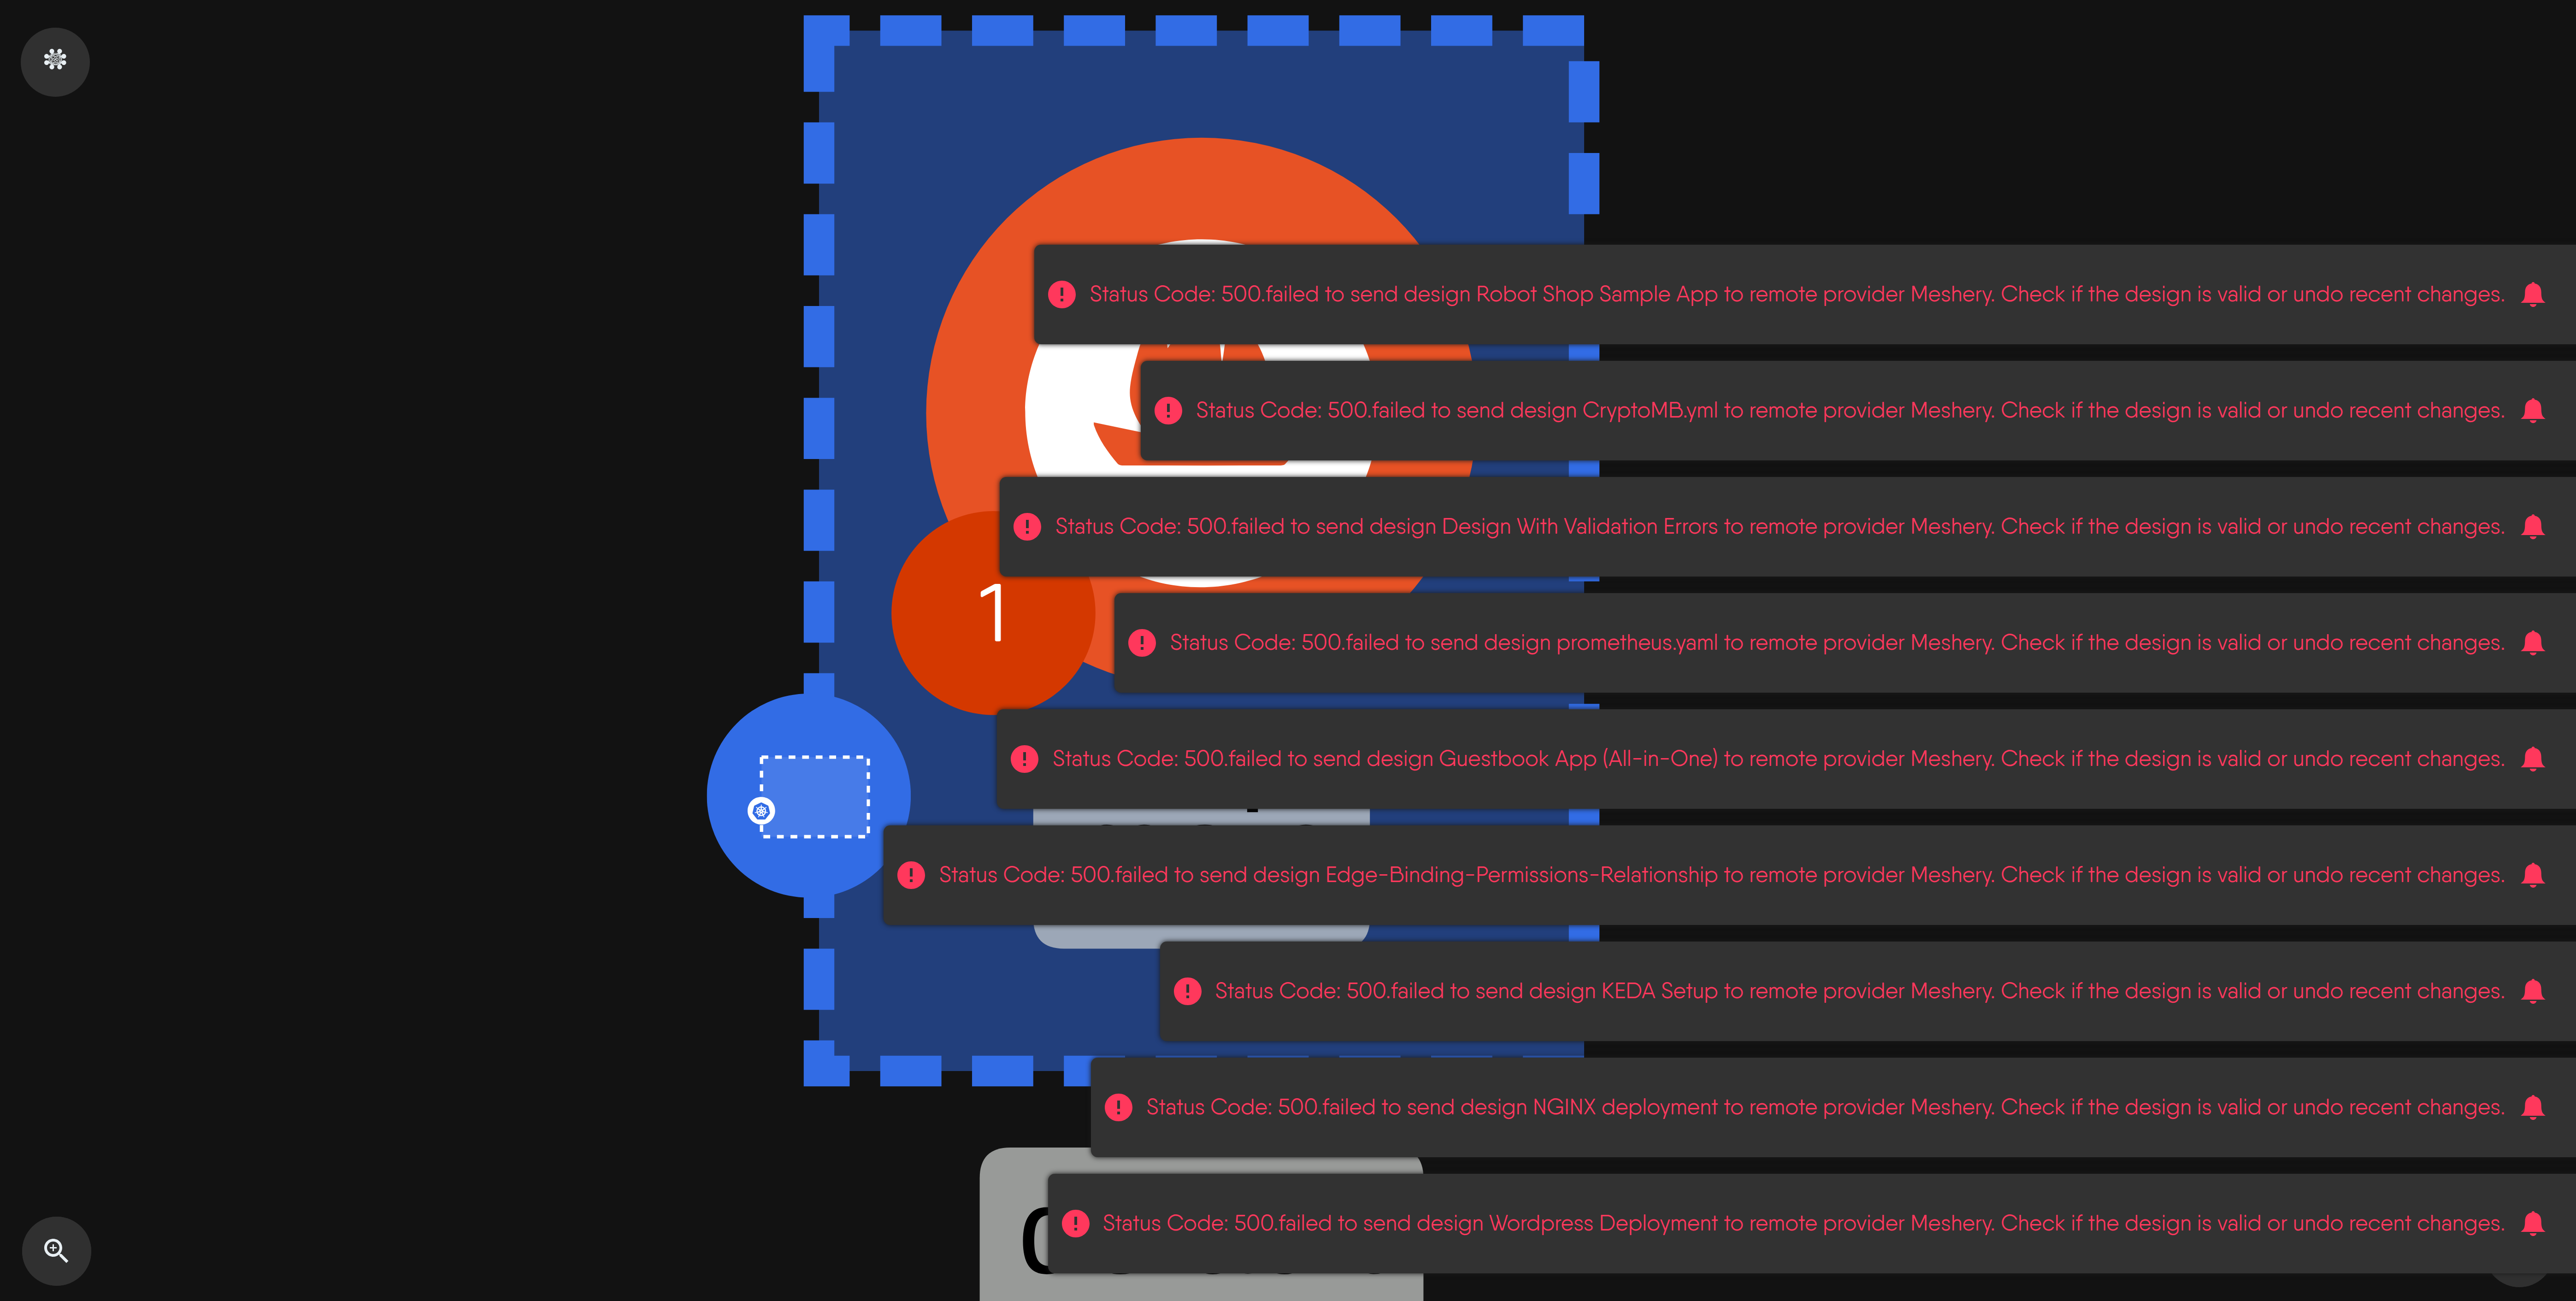 Status Code: 500.failed to send design Robot Shop Sample App to remote provider Meshery. Check if the design is valid or undo recent changes.
Status Code: 500.failed to send design CryptoMB.yml to remote provider Meshery. Check if the design is valid or undo recent changes.
Status Code: 500.failed to send design Design With Validation Errors to remote provider Meshery. Check if the design is valid or undo recent changes.
1
Status Code: 500.failed to send design prometheus.yaml to remote provider Meshery. Check if the design is valid or undo recent changes.
Status Code: 500.failed to send design Guestbook App (All-in-One) to remote provider Meshery. Check if the design is valid or undo recent changes.
Status Code: 500.failed to send design Edge-Binding-Permissions-Relationship to remote provider Meshery. Check if the design is valid or undo recent changes.
Status Code: 500.failed to send design KEDA Setup to remote provider Meshery. Check if the design is valid or undo recent changes.
Status Code: 500.failed to send design NGINX deployment to remote provider Meshery. Check if the design is valid or undo recent changes.
Status Code: 500.failed to send design Wordpress Deployment to remote provider Meshery. Check if the design is valid or undo recent changes.